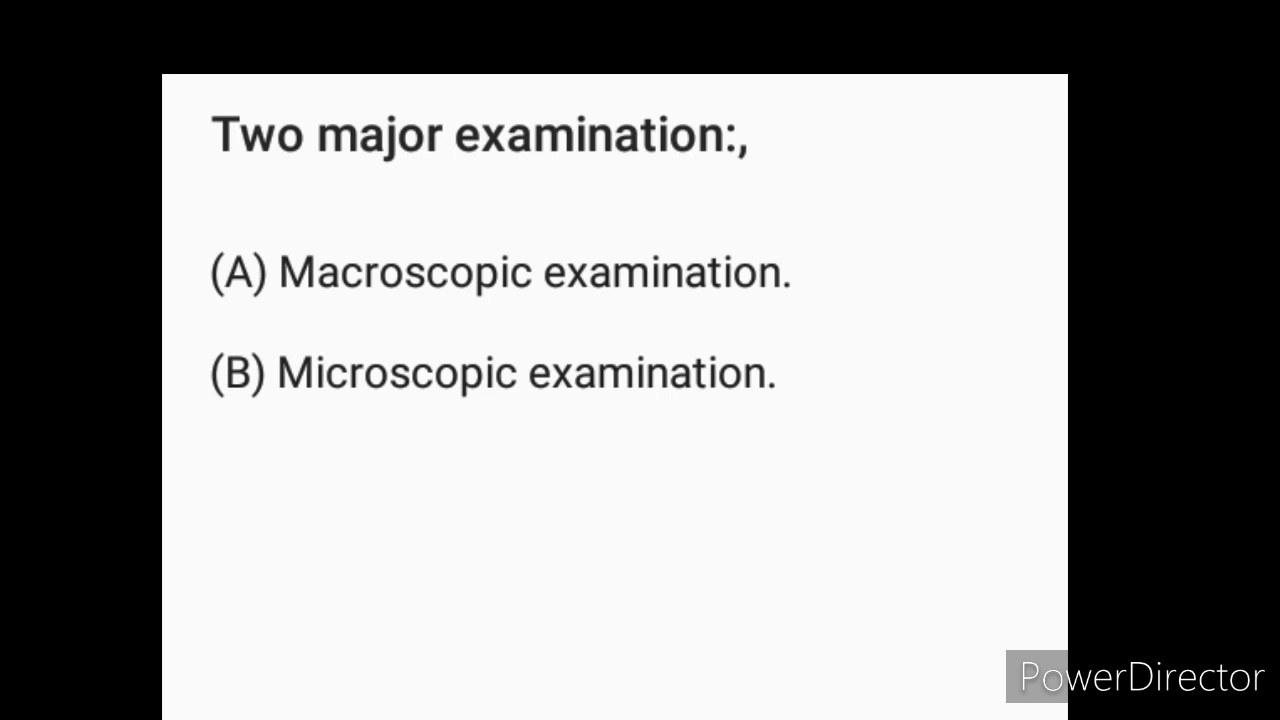 Two major examination:,
(A) Macroscopic examination.
(B) Microscopic examination.
PowerDirector